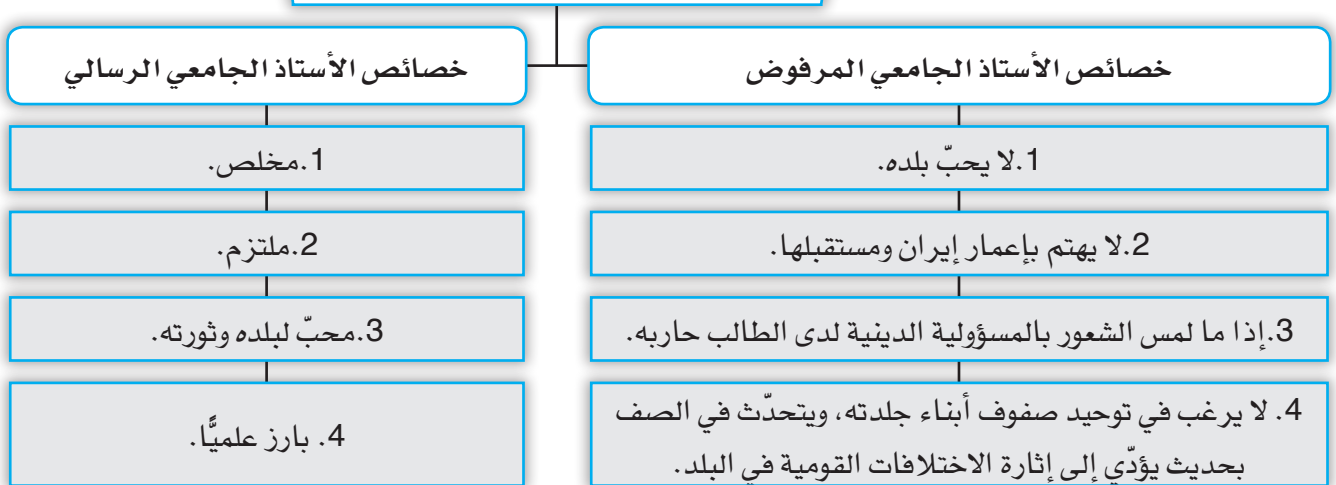 خصائص الأستاذ الجامعي المرفوض
1.لا يحبّ بلده.
2.لا يهتم بإعمار إيران ومستقبلها.
3.إذا ما لمس الشعور بالمسؤولية الدينية لدى الطالب حاربه.
4. لا يرغب في توحيد صفوف أبناء جلدته، ويتحدّث في الصف
بحديث يؤدّي إلى إثارة الاختلافات القومية في البلد.
خصائص الأستاذ الجامعي الرسالي
1.مخلص.
2.ملتزم.
3.محبّ لبلده وثورته.
4. بارز علميًّا.